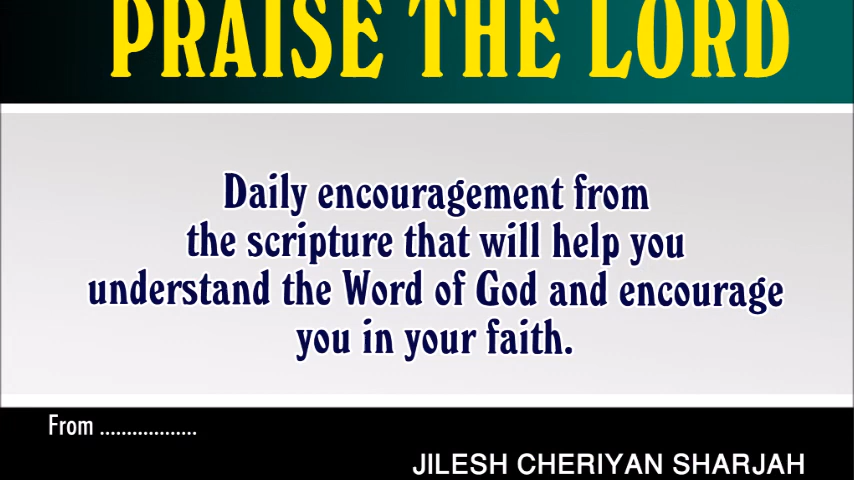 PRAISE THE LORD
Daily encouragement from
the scripture that will help you
understand the Word of God and encourage
you in your faith.
From ..................
JILESH CHERIYAN SHARJAH